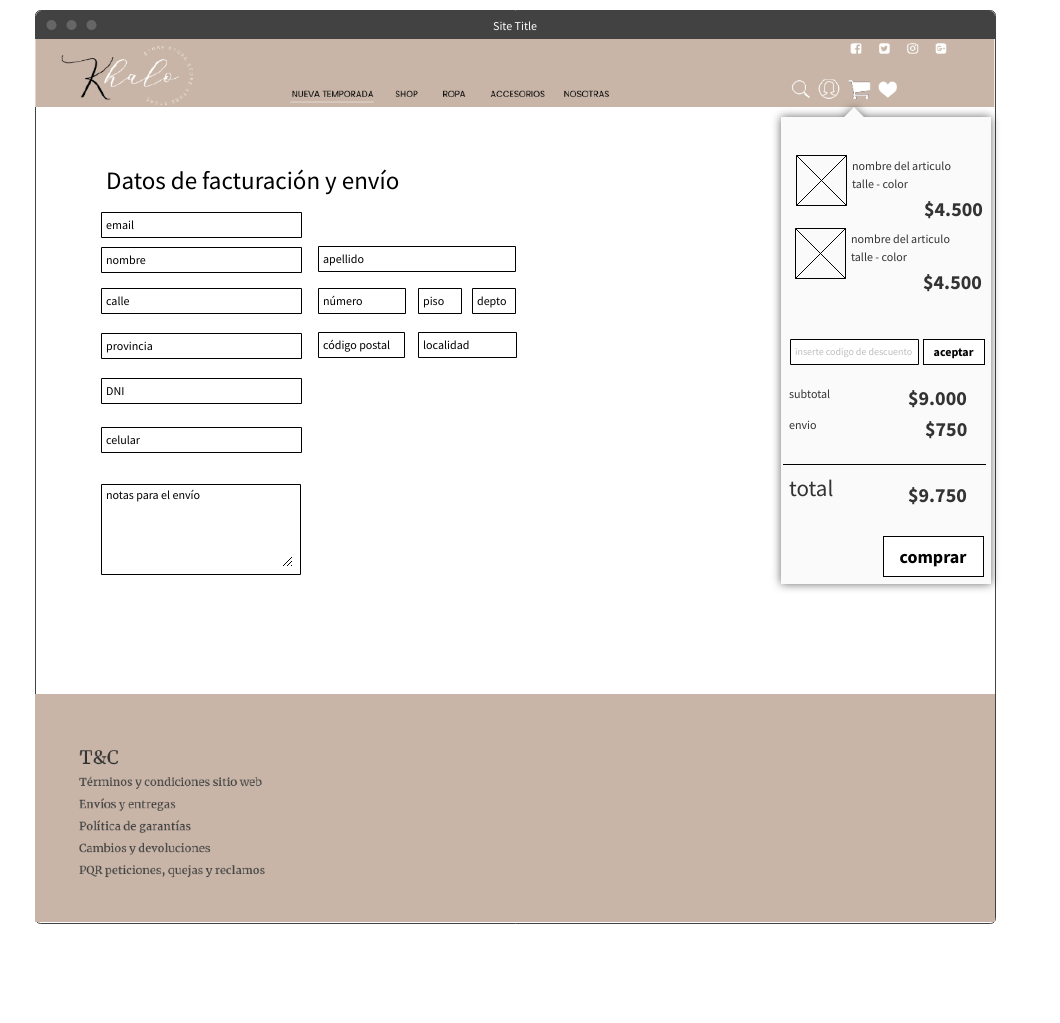 Site Title
Khalo
NUEVA TEMPORADA SHOP ROPA ACCESORIOS NOSOTRAS
Datos de facturación y envío
email
nombre apellido
calle número piso depto
provincia código postal localidad
DNI
celular
notas para el envío
nombre del articulo
talle - color
$4.500
nombre del articulo
talle - color
$4.500
inserte codigo de descuento aceptar
subtotal $9.000
envio $750
total $9.750
comprar
T&C
Términos y condiciones sitio web
Envíos y entregas
Política de garantías
Cambios y devoluciones
PQR peticiones, quejas y reclamos